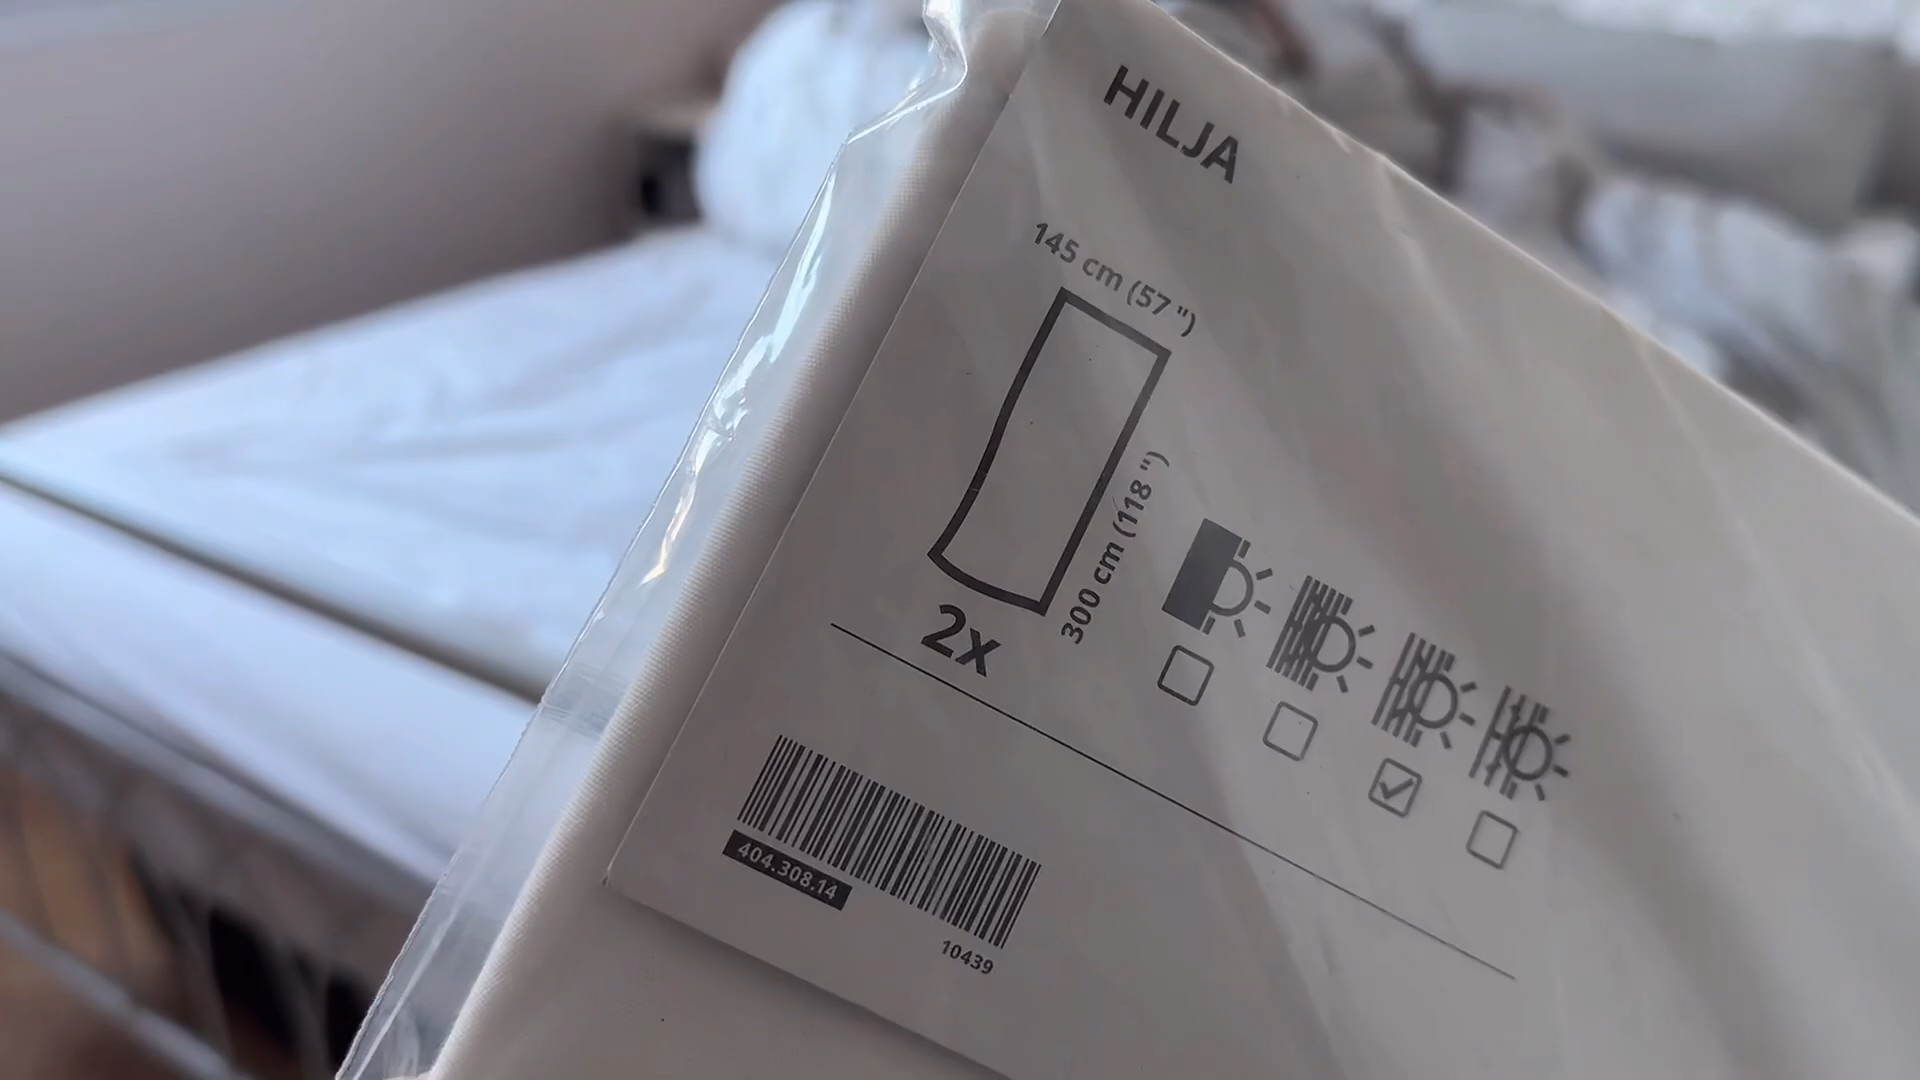 HILJA
145 cm (57 ")
300 cm (118 ")
2x
404.308.14
10439